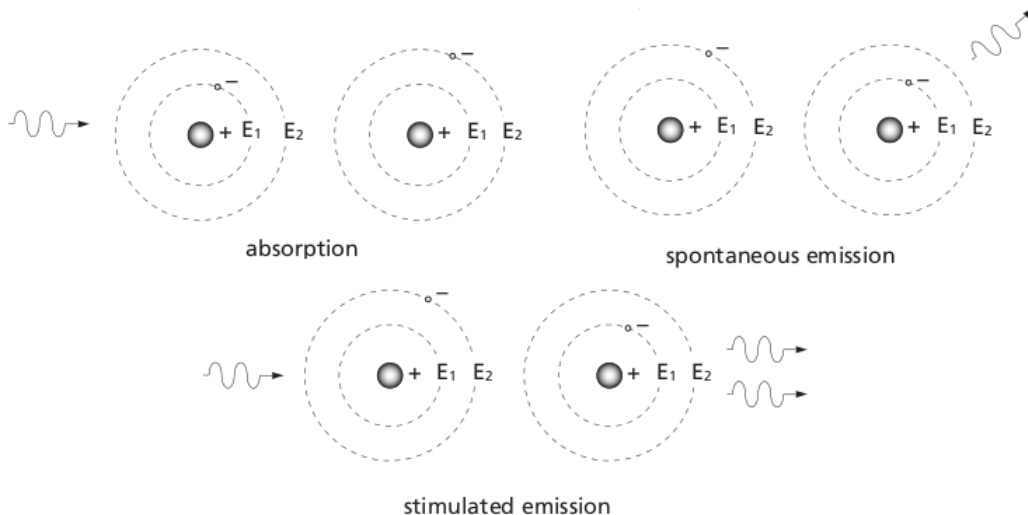 −
−
−
−
+ E₁ E₂
+ E₁ E₂
+ E₁ E₂
+ E₁ E₂
absorption
spontaneous emission
−
−
+ E₁ E₂
+ E₁ E₂
stimulated emission